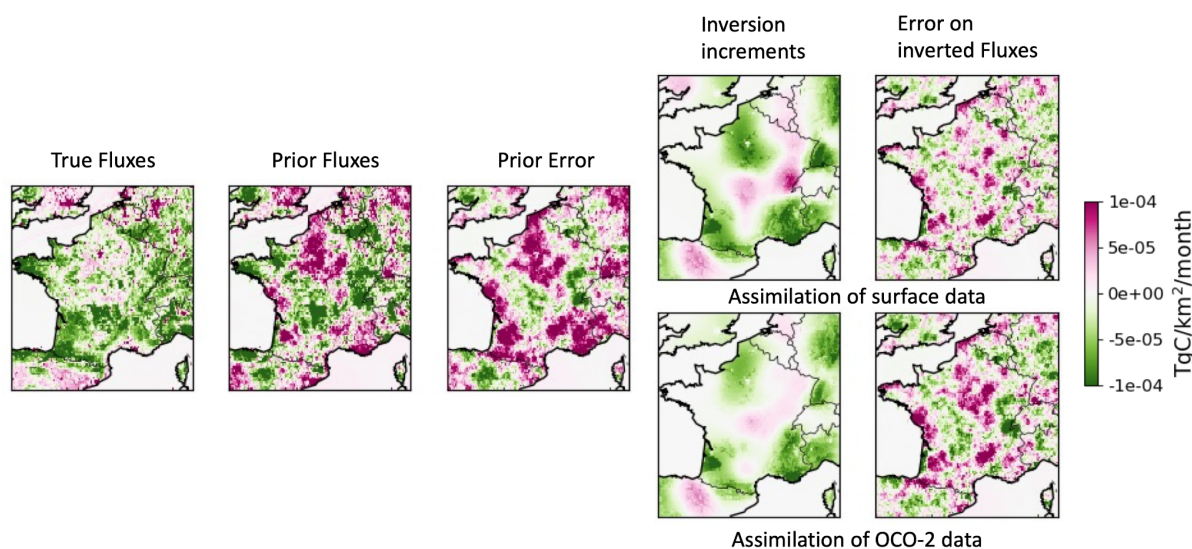 Inversion
increments
Error on
inverted Fluxes
True Fluxes
Prior Fluxes
Prior Error
1e-04
5e-05
0e+00
-5e-05
-1e-04
TgC/km²/month
Assimilation of surface data
Assimilation of OCO-2 data